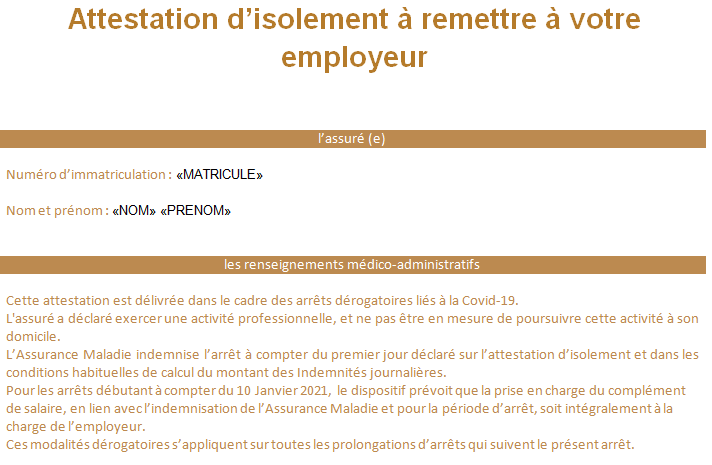 Attestation d’isolement à remettre à votre
employeur
l’assuré (e)
Numéro d’immatriculation : «MATRICULE»
Nom et prénom : «NOM» «PRENOM»
les renseignements médico-administratifs
Cette attestation est délivrée dans le cadre des arrêts dérogatoires liés à la Covid-19.
L'assuré a déclaré exercer une activité professionnelle, et ne pas être en mesure de poursuivre cette activité à son
domicile.
L’Assurance Maladie indemnise l’arrêt à compter du premier jour déclaré sur l’attestation d’isolement et dans les
conditions habituelles de calcul du montant des Indemnités journalières.
Pour les arrêts débutant à compter du 10 Janvier 2021, le dispositif prévoit que la prise en charge du complément
de salaire, en lien avec l’indemnisation de l’Assurance Maladie et pour la période d’arrêt, soit intégralement à la
charge de l’employeur.
Ces modalités dérogatoires s’appliquent sur toutes les prolongations d’arrêts qui suivent le présent arrêt.